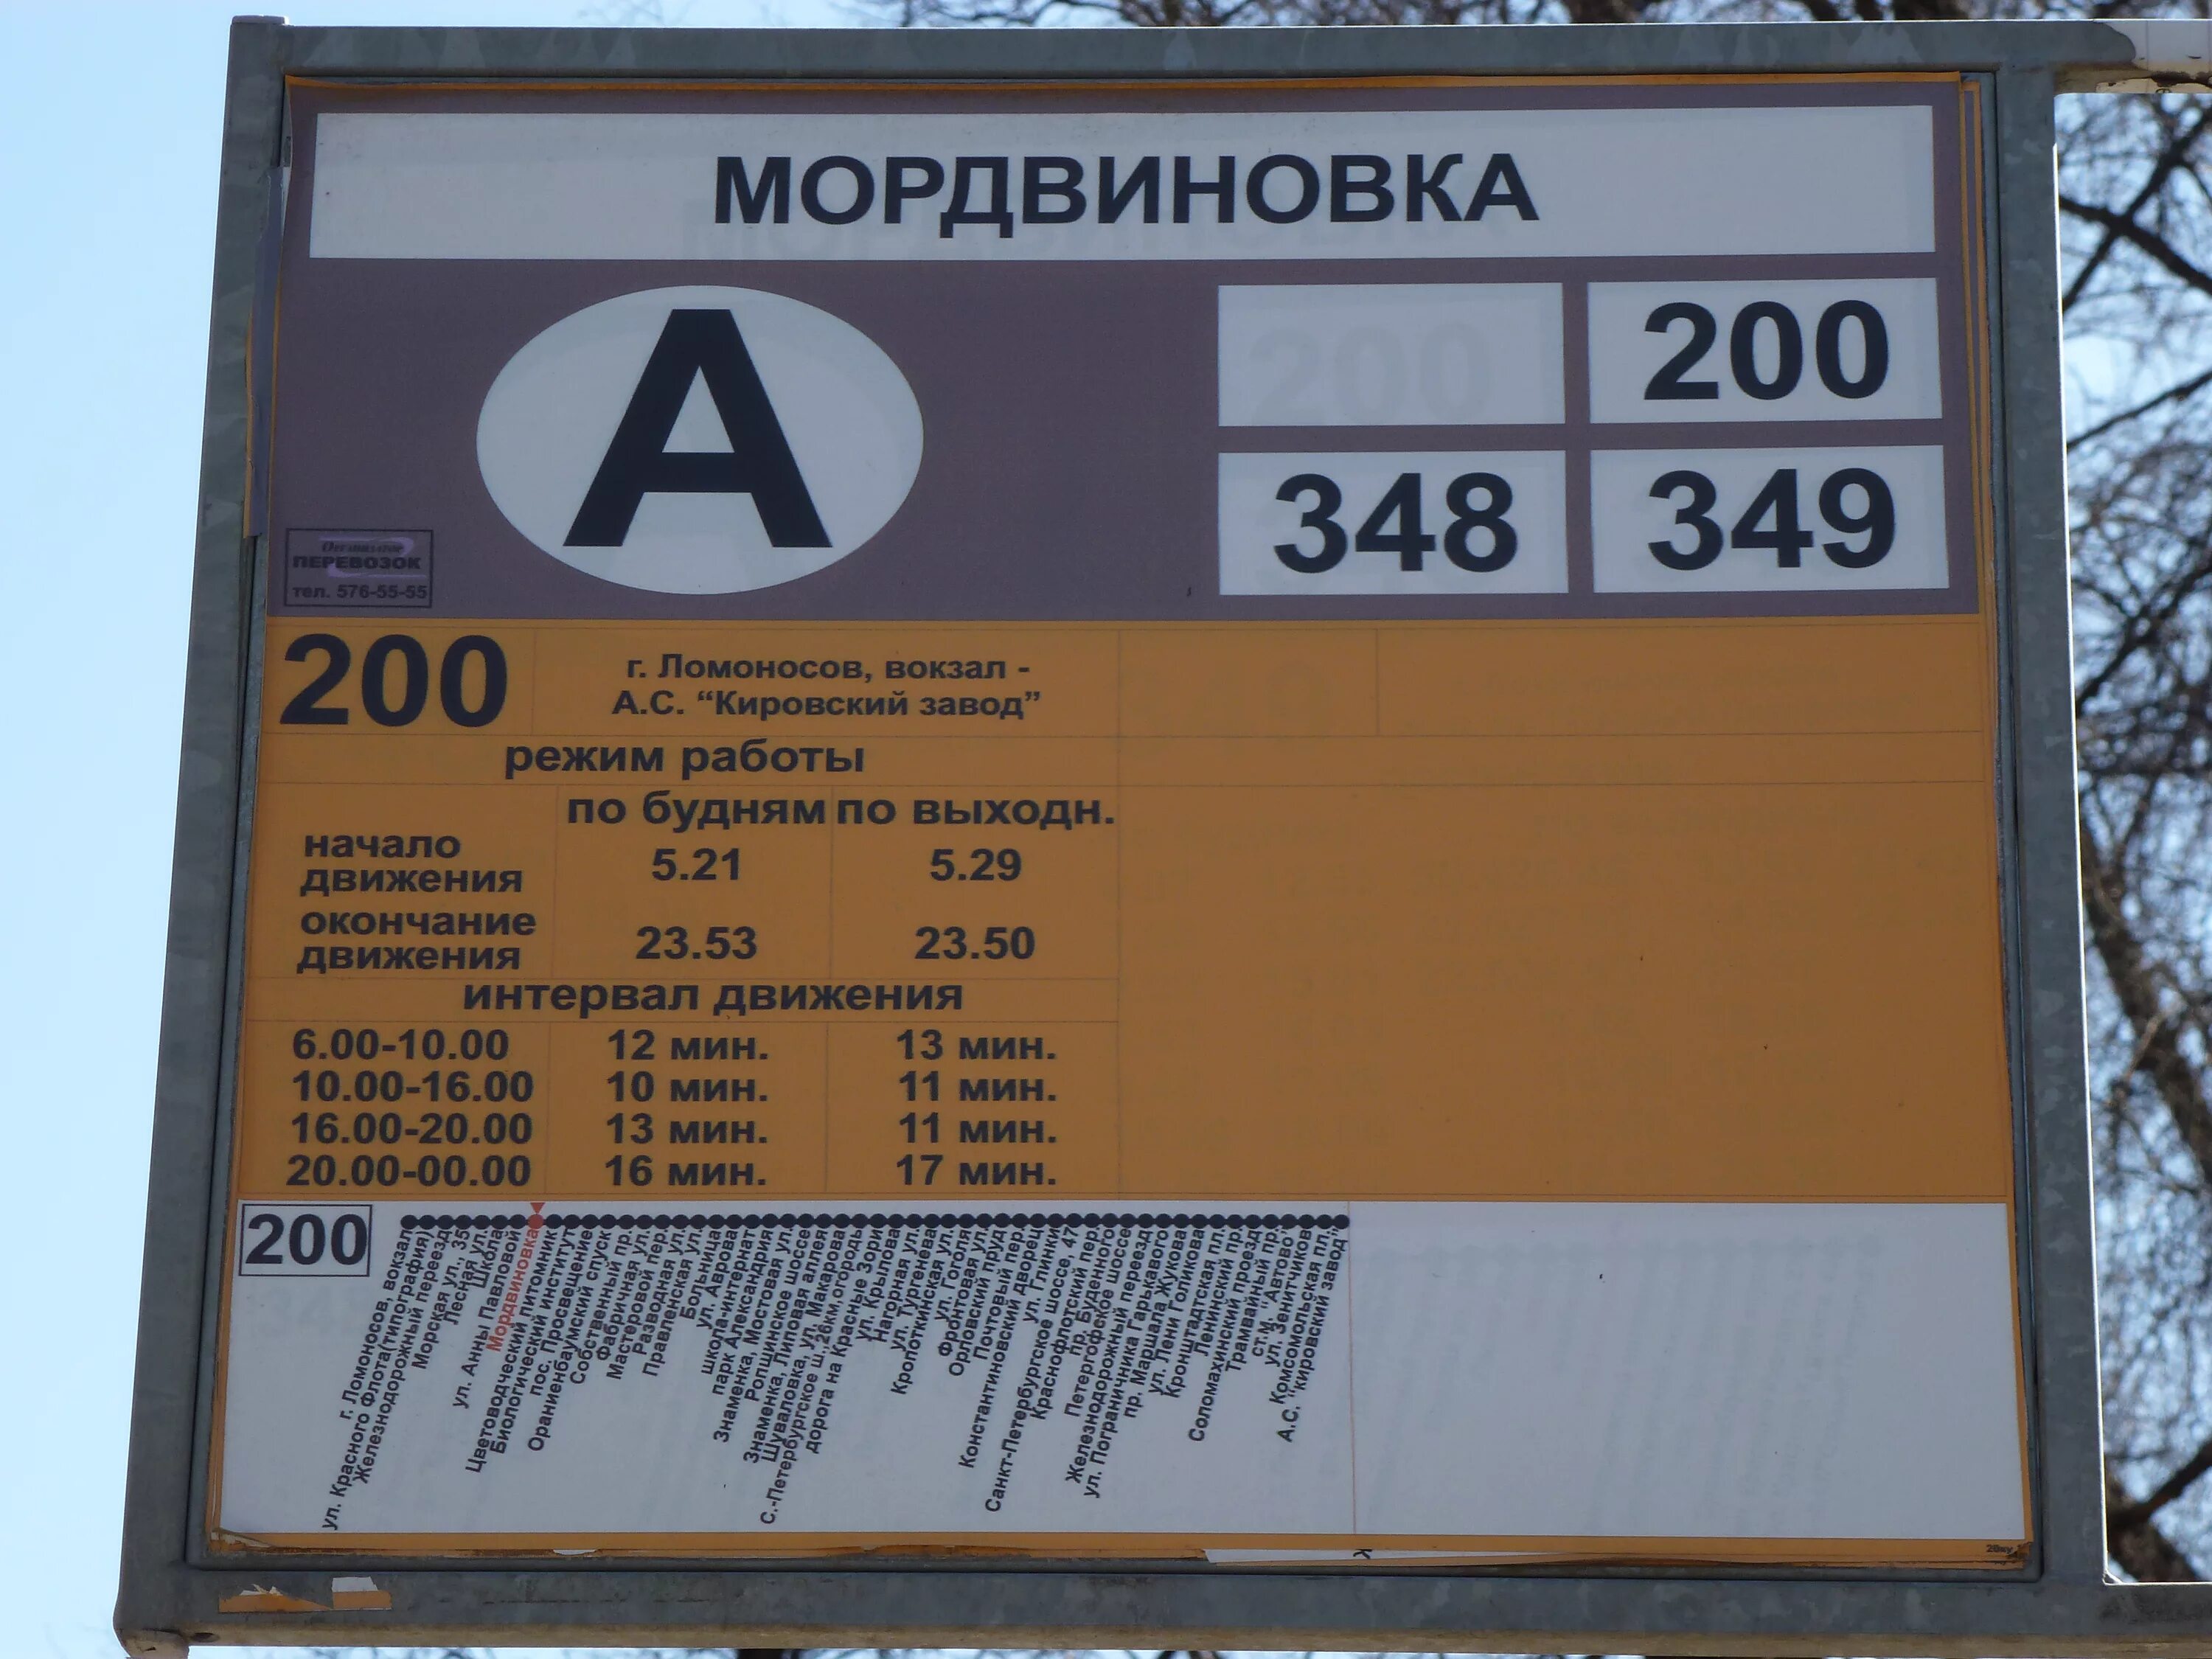 МОРДВИНОВКА
А
200
348
349
Организатор
ПЕРЕВОЗОК
тел. 576-55-55
200
г. Ломоносов, вокзал -
А.С. “Кировский завод”
режим работы
по будням по выходн.
начало
движения 5.21 5.29
окончание
движения 23.53 23.50
интервал движения
6.00-10.00 12 мин. 13 мин.
10.00-16.00 10 мин. 11 мин.
16.00-20.00 13 мин. 11 мин.
20.00-00.00 16 мин. 17 мин.
200
г. Ломоносов, вокзал
ул. Красного Флота(типография)
Железнодорожный переезд
Морская ул. 35
Лесная ул.
Школа
ул. Анны Павловой
Мордвиновка
Цветоводческий питомник
Биологический институт
пос. Просвещение
Ораниенбаумский спуск
Собственный пр.
Фабричная ул.
Мастеровой пер.
Разводная ул.
Правленская ул.
Больница
ул. Аврова
школа-интернат
парк Александрия
Знаменка, Мостовая ул.
Ропшинское шоссе
Знаменка, Липовая аллея
Шуваловка, ул. Макарова
С.-Петербургское ш.,26км,огороды
дорога на Красные Зори
ул. Крылова
Нагорная ул.
ул. Тургенева
Кропоткинская ул.
ул. Гоголя
Фронтовая ул.
Орловский пруд
Почтовый пер.
Константиновский дворец
ул. Глинки
Санкт-Петербургское шоссе, 47
Краснофлотский пер.
пр. Буденного
Петергофское шоссе
Железнодорожный переезд
ул. Пограничника Гарькавого
пр. Маршала Жукова
ул. Лени Голикова
Кронштадтская пл.
Ленинский пр.
Соломахинский проезд
Трамвайный пр.
ст.м. "Автово"
ул. Зенитчиков
Комсомольская пл.
А.С. "кировский завод"